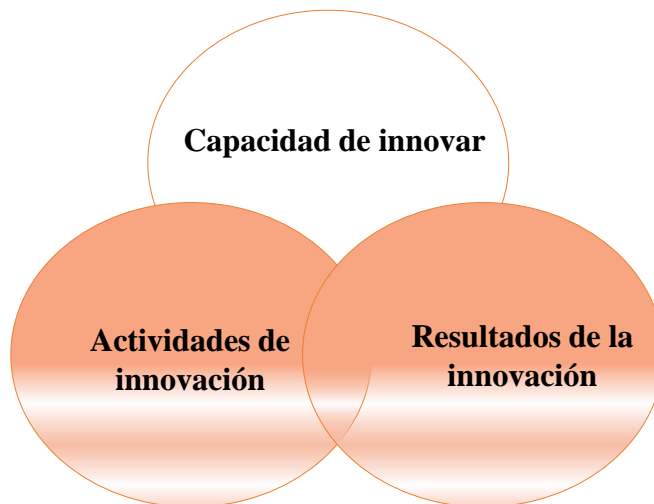 Capacidad de innovar
Actividades de
innovación
Resultados de la
innovación